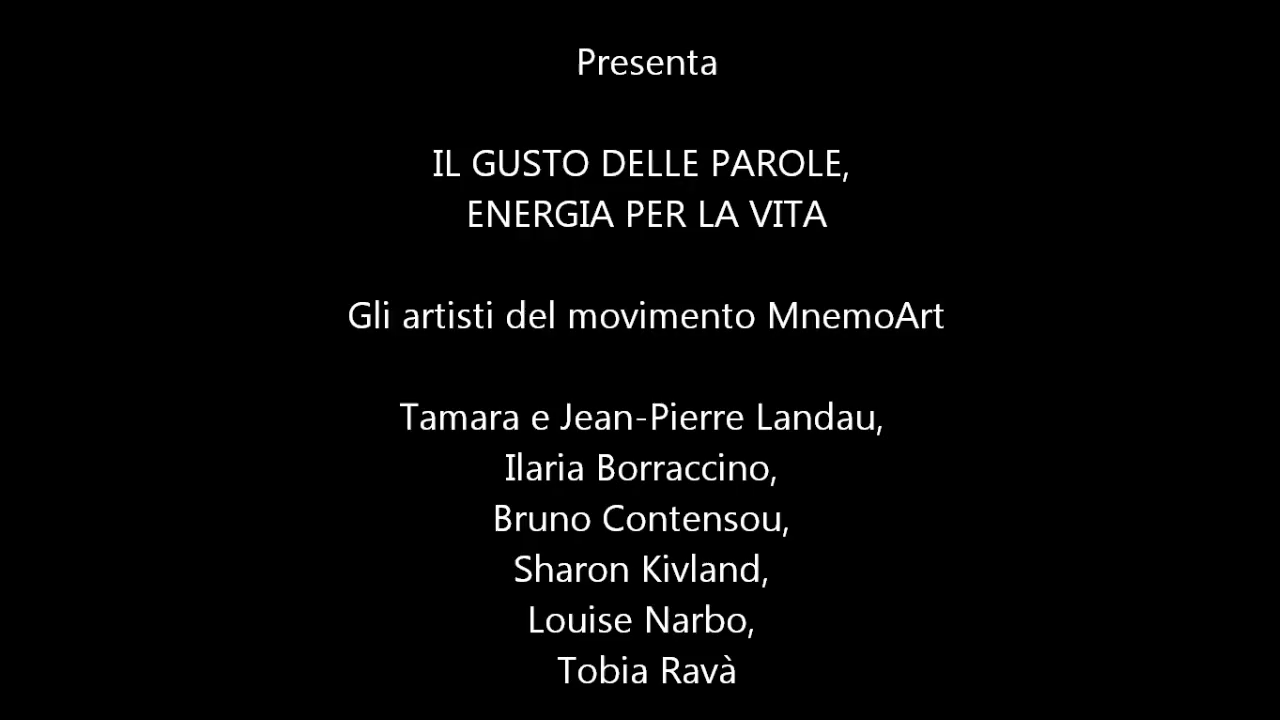 Presenta
IL GUSTO DELLE PAROLE,
ENERGIA PER LA VITA
Gli artisti del movimento MnemoArt
Tamara e Jean-Pierre Landau,
Ilaria Borraccino,
Bruno Contensou,
Sharon Kivland,
Louise Narbo,
Tobia Ravà